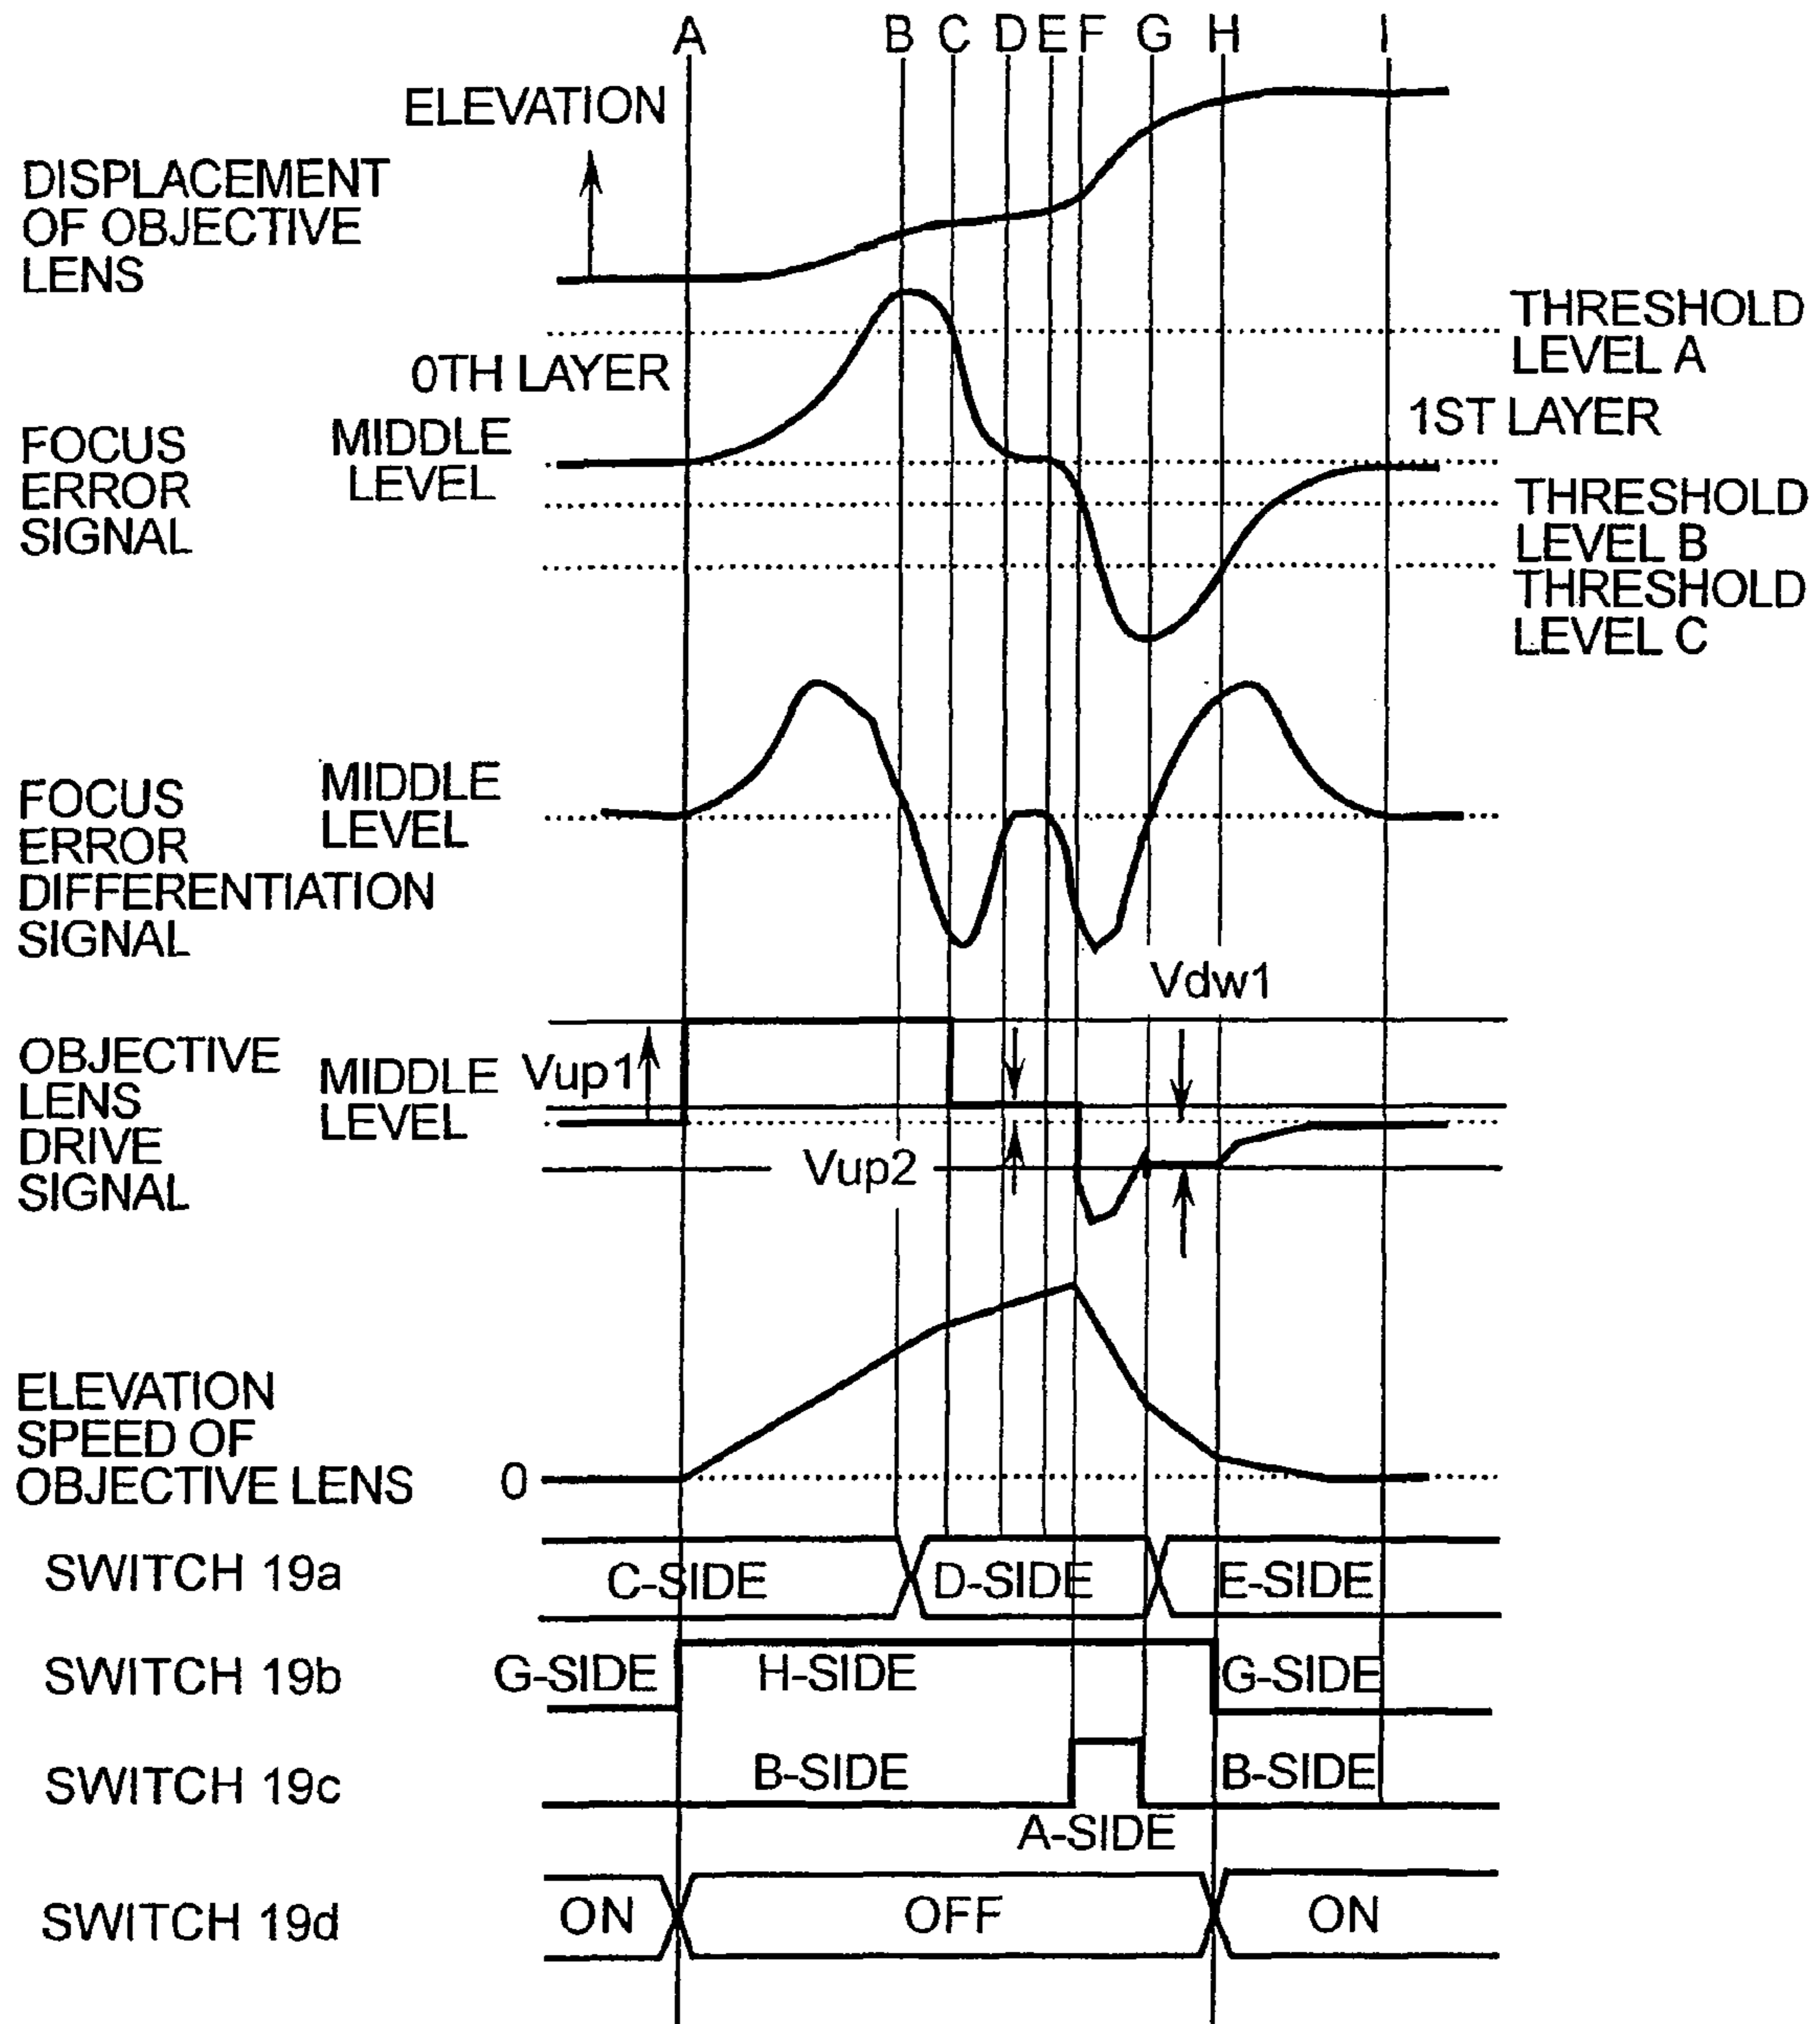 A B C D E F G H I
ELEVATION
DISPLACEMENT
OF OBJECTIVE
LENS
THRESHOLD
LEVEL A
0TH LAYER
1ST LAYER
FOCUS
ERROR
SIGNAL
MIDDLE
LEVEL
THRESHOLD
LEVEL B
THRESHOLD
LEVEL C
FOCUS
ERROR
DIFFERENTIATION
SIGNAL
MIDDLE
LEVEL
Vdw1
OBJECTIVE
LENS
DRIVE
SIGNAL
MIDDLE
LEVEL
Vup1
Vup2
ELEVATION
SPEED OF
OBJECTIVE LENS
0
SWITCH 19a
C-SIDE D-SIDE E-SIDE
SWITCH 19b
G-SIDE H-SIDE G-SIDE
SWITCH 19c
B-SIDE B-SIDE
A-SIDE
SWITCH 19d
ON OFF ON